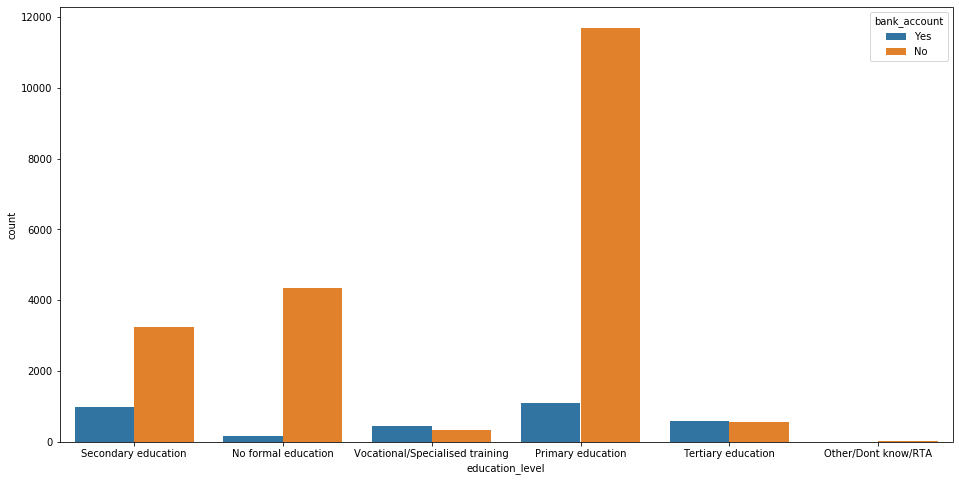 12000
10000
8000
6000
4000
2000
0
count
bank_account
Yes
No
Secondary education No formal education Vocational/Specialised training Primary education Tertiary education Other/Dont know/RTA
education_level